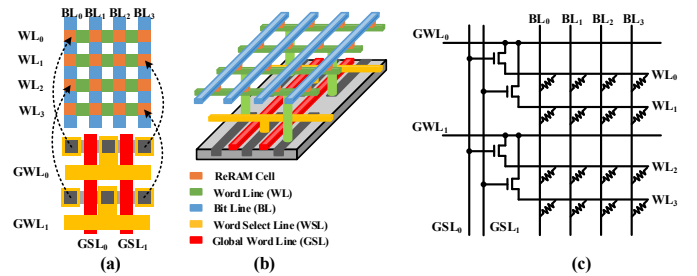 BL0 BL1 BL2 BL3
WL0
WL1
WL2
WL3
GWL0
GWL1
GSL0 GSL1
(a)
ReRAM Cell
Word Line (WL)
Bit Line (BL)
Word Select Line (WSL)
Global Word Line (GSL)
(b)
BL0 BL1 BL2 BL3
GWL0
WL0
WL1
GWL1
WL2
WL3
GSL0 GSL1
(c)